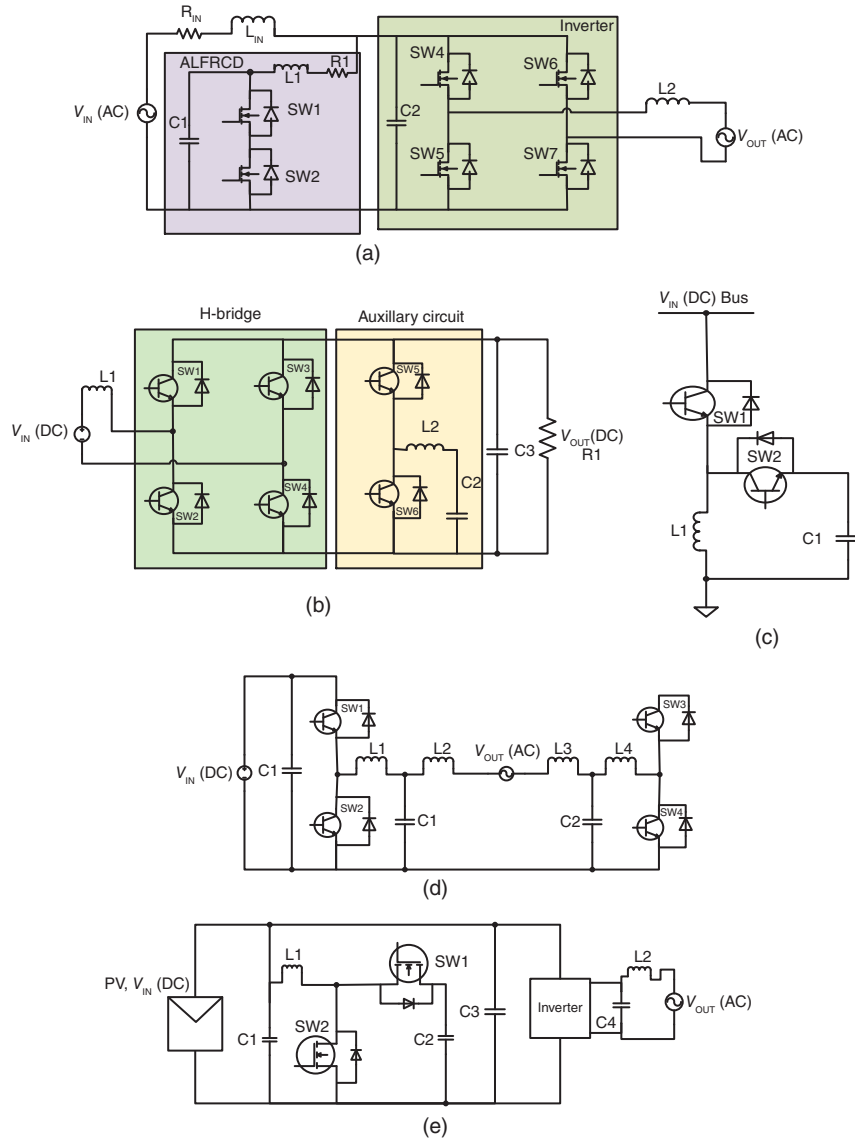 R_IN
L_IN
Inverter
ALFRCD
L1
R1
SW4
SW6
L2
V_IN (AC)
C1
SW1
C2
V_OUT (AC)
SW5
SW7
SW2
(a)
H-bridge
Auxillary circuit
V_IN (DC) Bus
L1
SW1
SW3
SW5
SW1
V_IN (DC)
L2
C3
V_OUT(DC)
R1
SW2
C2
SW2
SW4
SW6
L1
C1
(b)
(c)
SW1
SW3
L1
L2
V_OUT (AC)
L3
L4
V_IN (DC)
C1
SW2
C1
C2
SW4
(d)
L1
SW1
L2
PV, V_IN (DC)
C3
Inverter
V_OUT (AC)
C1
SW2
C2
C4
(e)